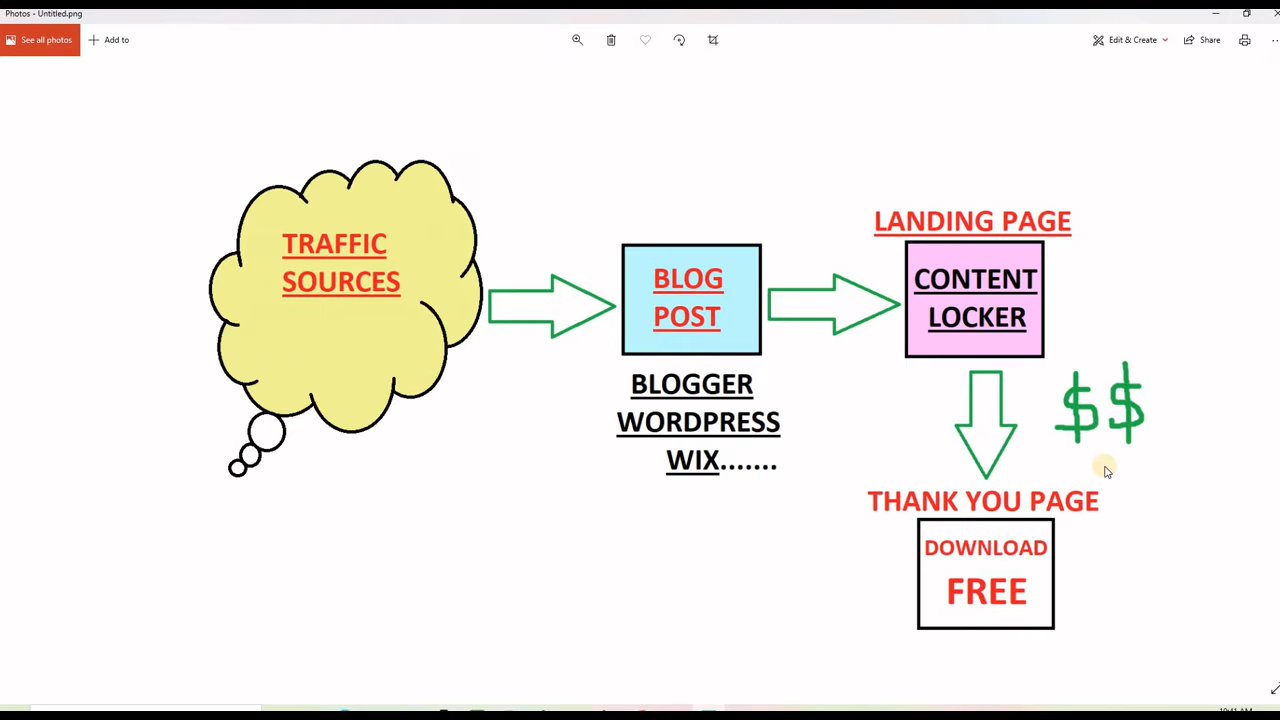 Photos - Untitled.png
See all photos
Add to
Edit & Create
Share
TRAFFIC
SOURCES
BLOG
POST
BLOGGER
WORDPRESS
WIX.......
LANDING PAGE
CONTENT
LOCKER
$$
THANK YOU PAGE
DOWNLOAD
FREE